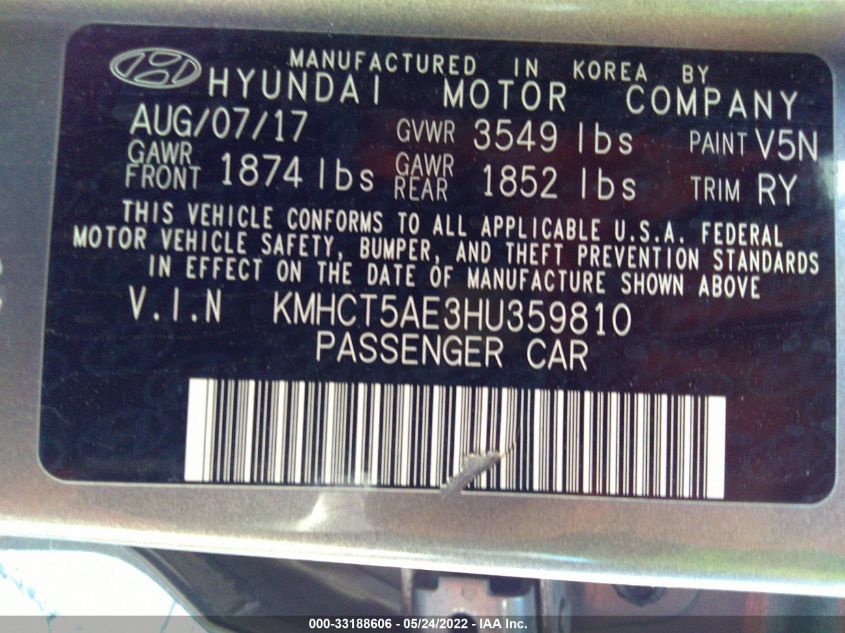 MANUFACTURED IN KOREA BY
HYUNDAI MOTOR COMPANY
AUG/07/17 GVWR 3549 lbs PAINT V5N
GAWR FRONT 1874 lbs GAWR REAR 1852 lbs TRIM RY
THIS VEHICLE CONFORMS TO ALL APPLICABLE U.S.A. FEDERAL
MOTOR VEHICLE SAFETY, BUMPER, AND THEFT PREVENTION STANDARDS
IN EFFECT ON THE DATE OF MANUFACTURE SHOWN ABOVE
V.I.N KMHCT5AE3HU359810
PASSENGER CAR
000-33188606 - 05/24/2022 - IAA Inc.